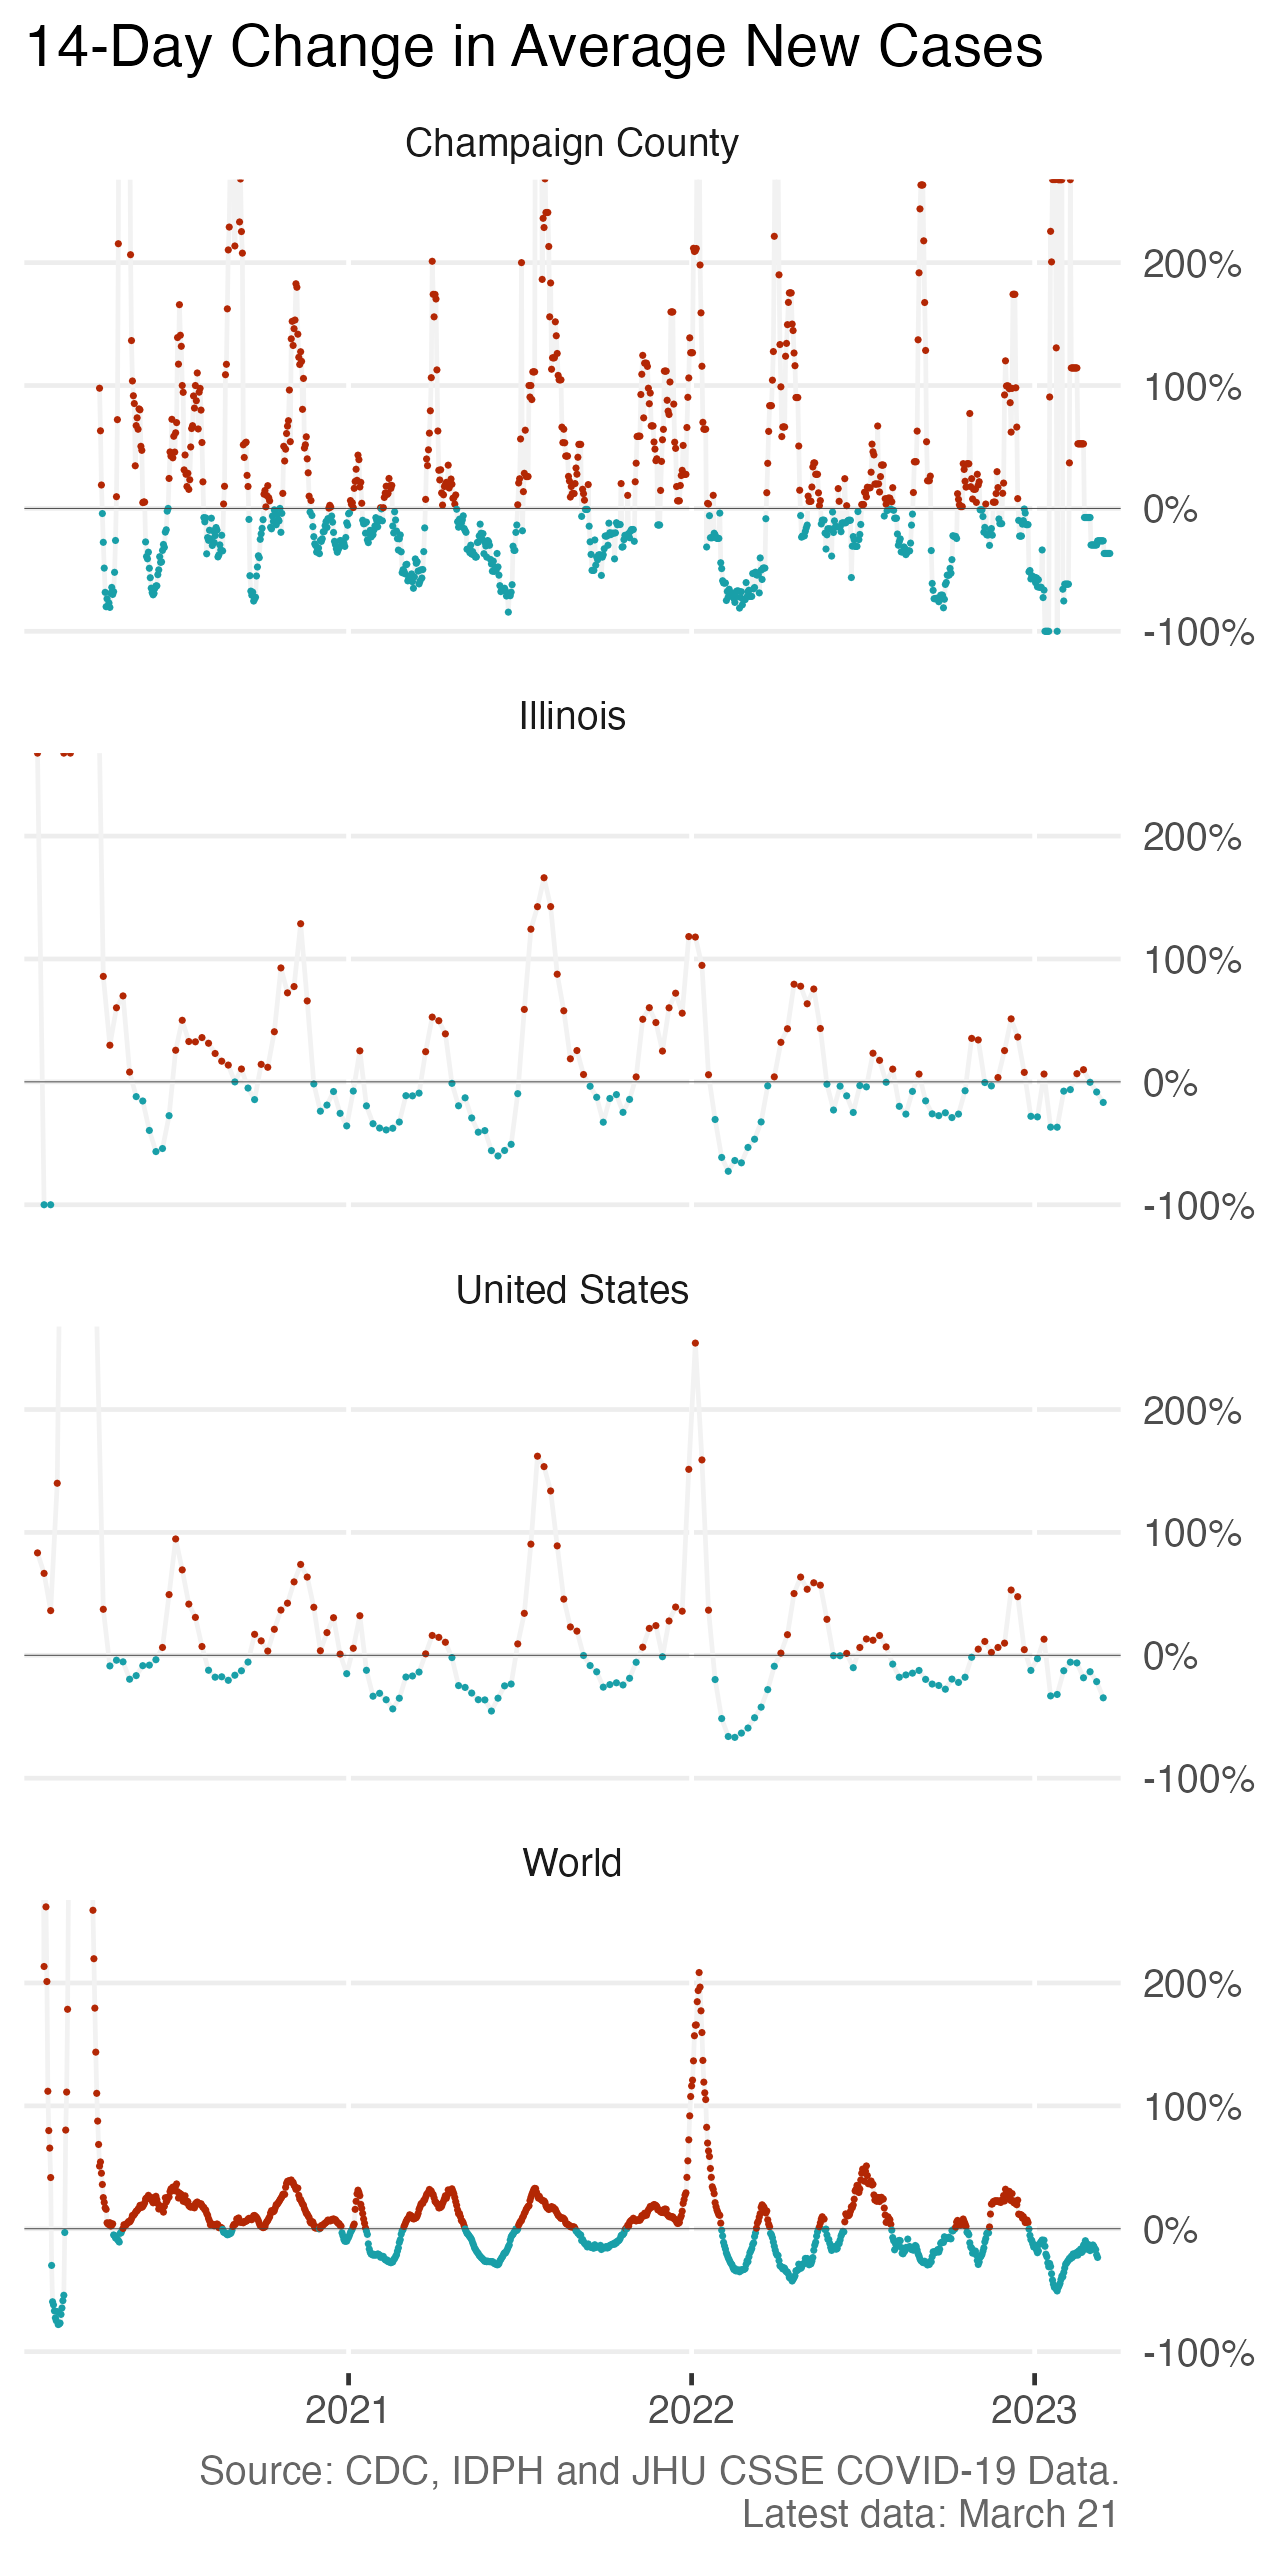 14-Day Change in Average New Cases
Champaign County
200%
100%
0%
-100%
Illinois
200%
100%
0%
-100%
United States
200%
100%
0%
-100%
World
200%
100%
0%
-100%
2021 2022 2023
Source: CDC, IDPH and JHU CSSE COVID-19 Data.
Latest data: March 21